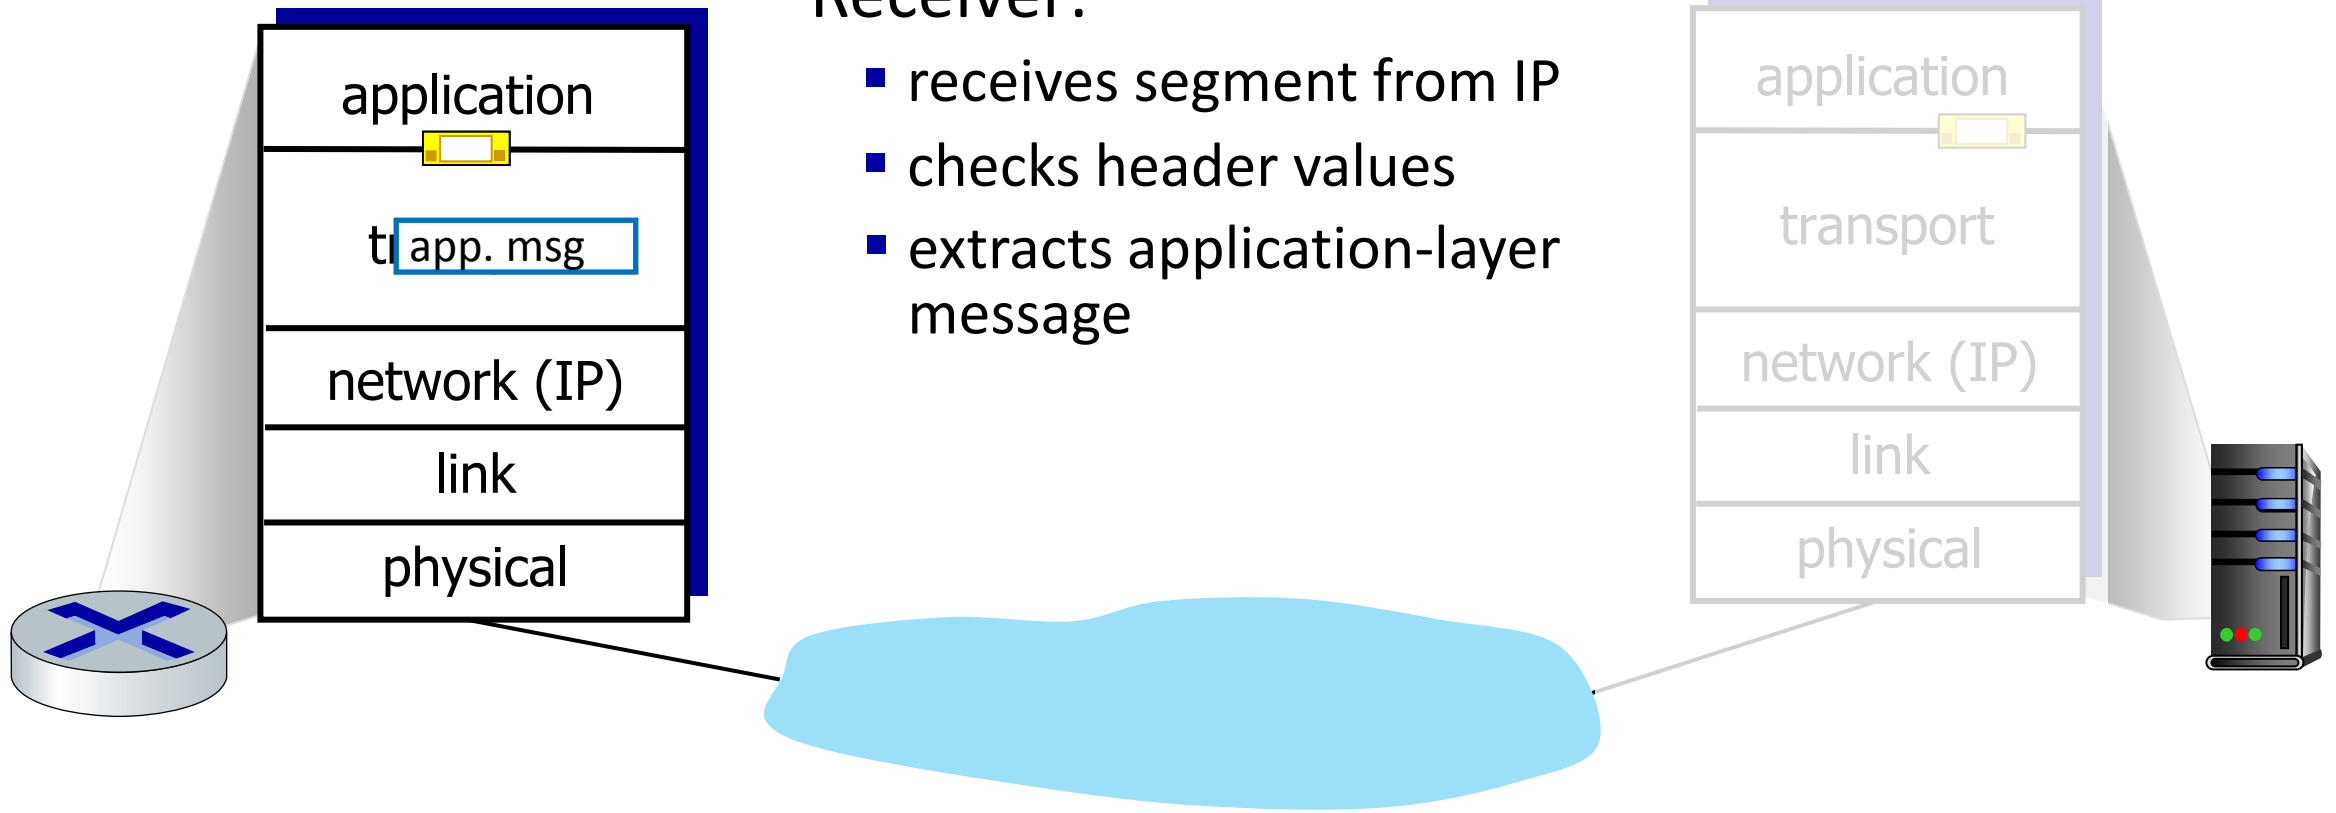 Receiver:
application
transport
app. msg
network (IP)
link
physical
receives segment from IP
checks header values
extracts application-layer
message
application
transport
network (IP)
link
physical